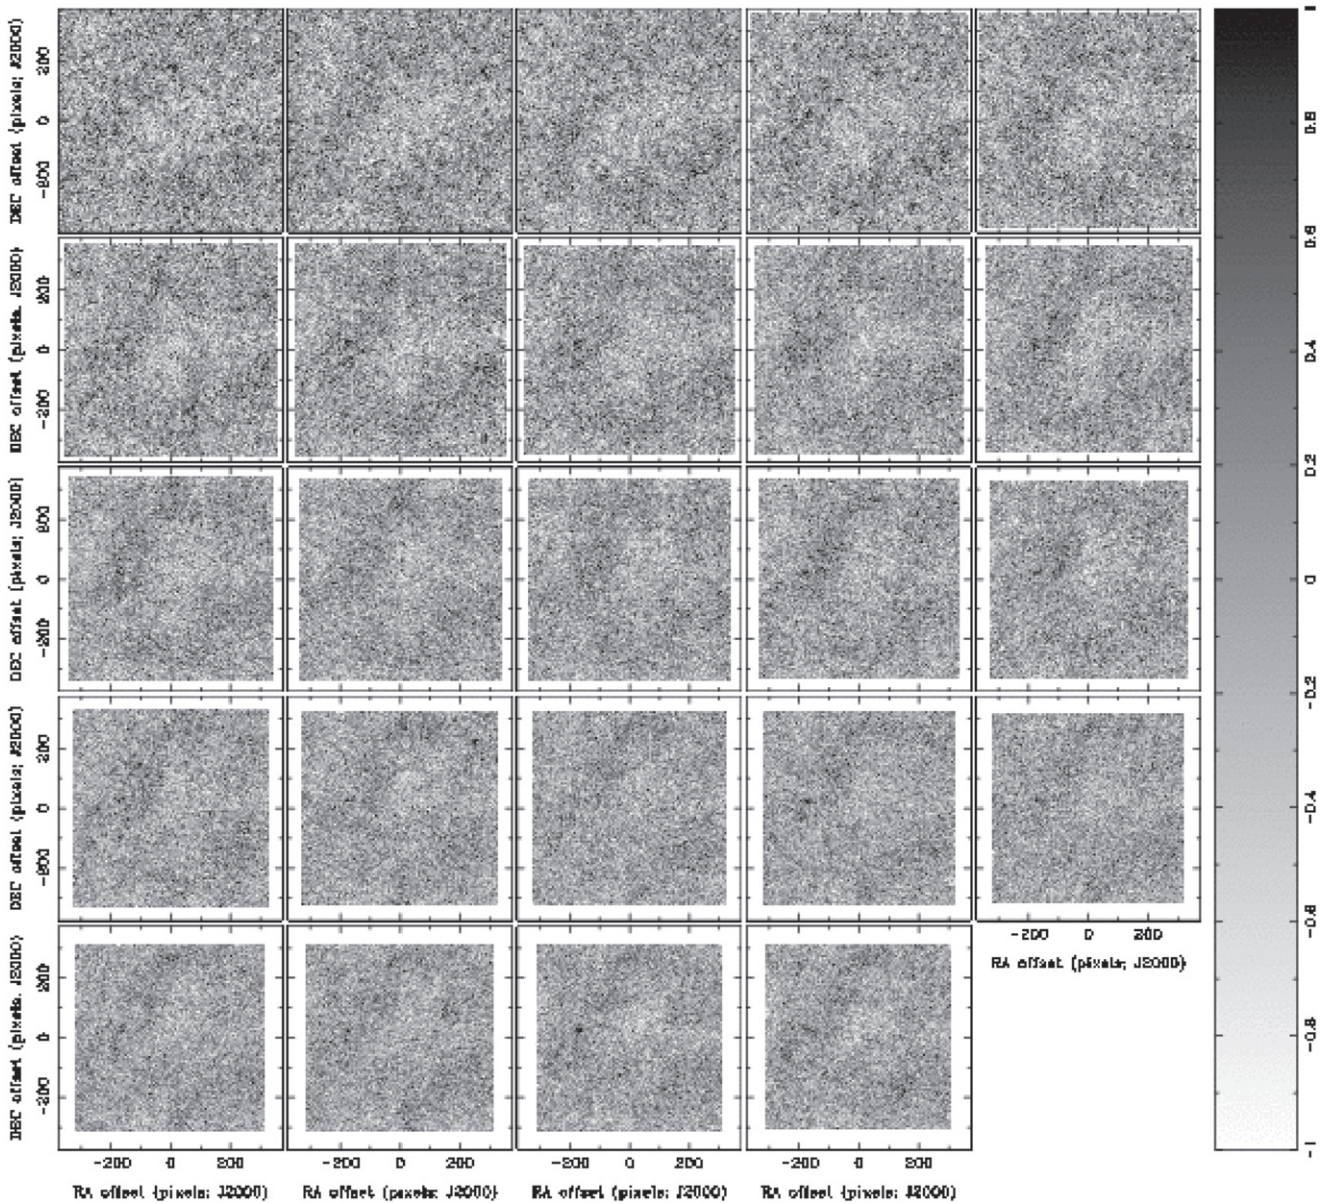 DEC offset (pixels; J2000)
200
0
-200
DEC offset (pixels; J2000)
200
0
-200
DEC offset (pixels; J2000)
200
0
-200
DEC offset (pixels; J2000)
200
0
-200
DEC offset (pixels; J2000)
200
0
-200
-200 0 200
RA offset (pixels; J2000)
-200 0 200 -200 0 200 -200 0 200 -200 0 200
RA offset (pixels; J2000) RA offset (pixels; J2000) RA offset (pixels; J2000) RA offset (pixels; J2000)
1
0.8
0.6
0.4
0.2
0
-0.2
-0.4
-0.6
-0.8
-1